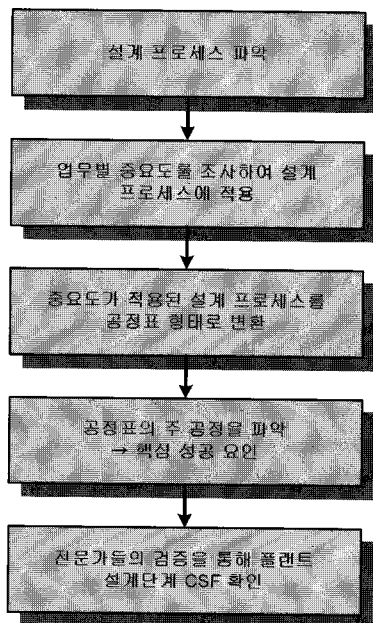 설계 프로세스 파악
업무별 중요도를 조사하여 설계
프로세스에 적용
중요도가 적용된 설계 프로세스를
공정표 형태로 변환
공정표의 주 공정을 파악
→ 핵심 성공 요인
전문가들의 검증을 통해 플랜트
설계단계 CSF 확인